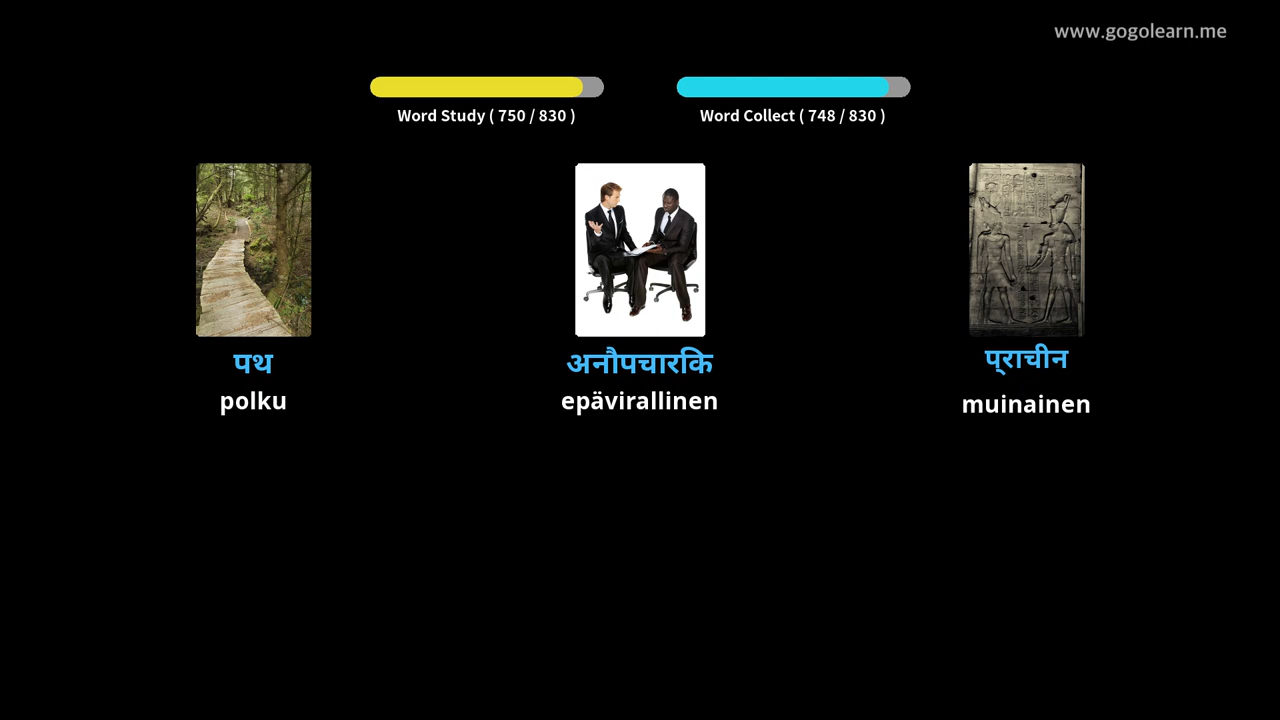 www.gogolearn.me
Word Study ( 750 / 830 )
Word Collect ( 748 / 830 )
पथ
अनौपचारकि
प्राचीन
polku
epävirallinen
muinainen